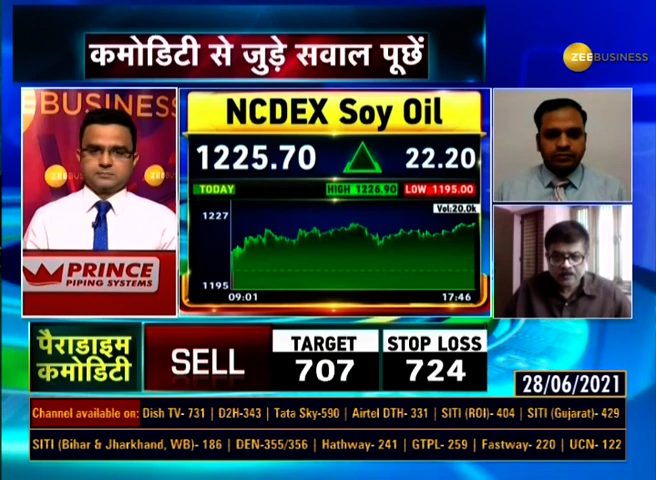 कमोडिटी से जुड़े सवाल पूछें
ZEEBUSINESS
EBUSINESS
ZEE
ZEE
PRINCE
PIPING SYSTEMS
NCDEX Soy Oil
1225.70 22.20
TODAY HIGH 1226.90 LOW 1195.00
Vol:20.0k
1227
1195
09:01 17:46
पैराडाइम
कमोडिटी
SELL
TARGET
707
STOP LOSS
724
28/06/2021
Channel available on: Dish TV- 731 | D2H-343 | Tata Sky-590 | Airtel DTH- 331 | SITI (ROI)- 404 | SITI (Gujarat)- 429
SITI (Bihar & Jharkhand, WB)- 186 | DEN-355/356 | Hathway- 241 | GTPL- 259 | Fastway- 220 | UCN- 122